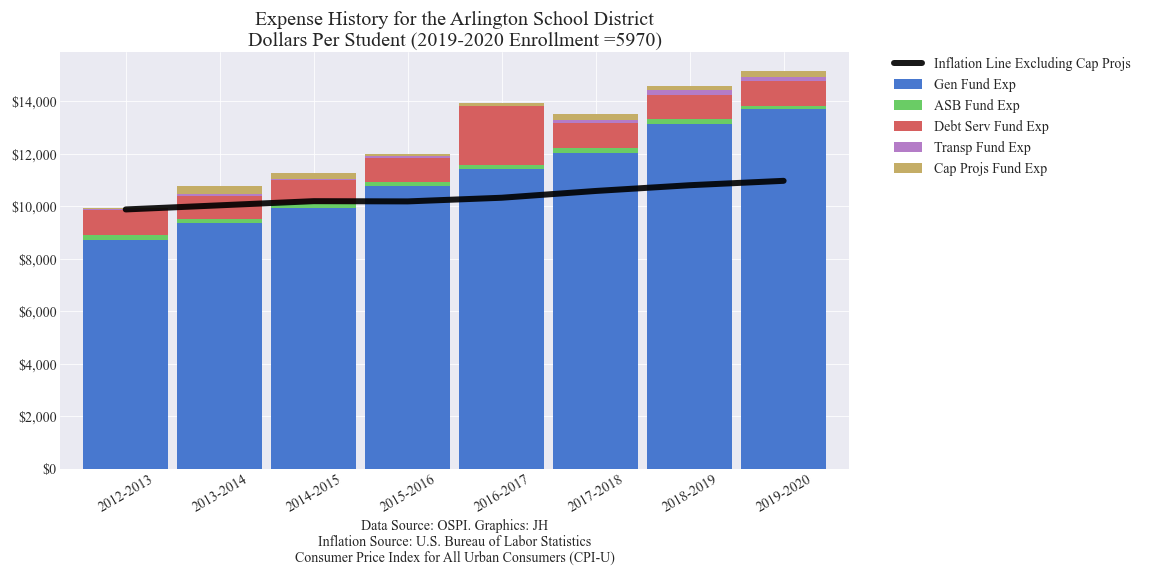 Expense History for the Arlington School District
Dollars Per Student (2019-2020 Enrollment =5970)
Inflation Line Excluding Cap Projs
Gen Fund Exp
ASB Fund Exp
Debt Serv Fund Exp
Transp Fund Exp
Cap Projs Fund Exp
$14,000
$12,000
$10,000
$8,000
$6,000
$4,000
$2,000
$0
2012-2013
2013-2014
2014-2015
2015-2016
2016-2017
2017-2018
2018-2019
2019-2020
Data Source: OSPI. Graphics: JH
Inflation Source: U.S. Bureau of Labor Statistics
Consumer Price Index for All Urban Consumers (CPI-U)